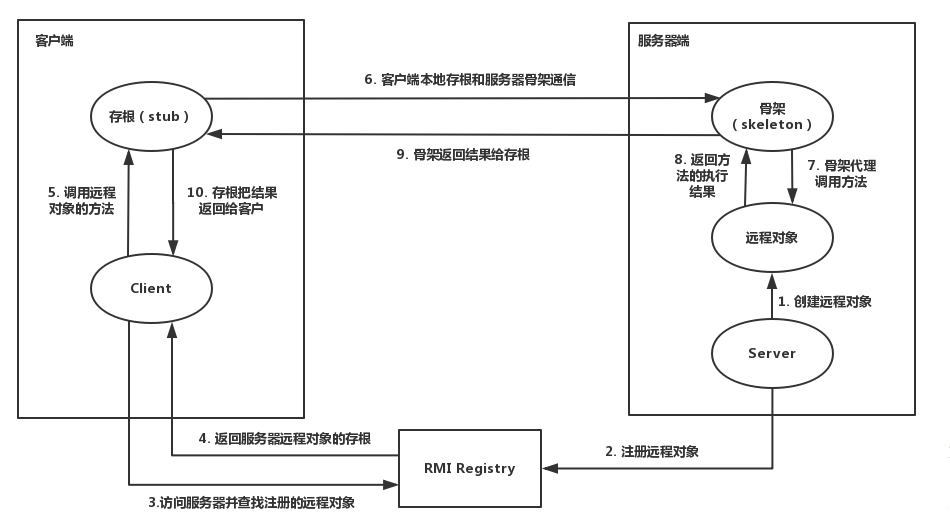 客户端
服务器端
6. 客户端本地存根和服务器骨架通信
存根（stub）
骨架
（skeleton）
9. 骨架返回结果给存根
5. 调用远程
对象的方法
10. 存根把结果
返回给客户
8. 返回方
法的执行
结果
7. 骨架代理
调用方法
远程对象
Client
1. 创建远程对象
Server
4. 返回服务器远程对象的存根
RMI Registry
2. 注册远程对象
3.访问服务器并查找注册的远程对象